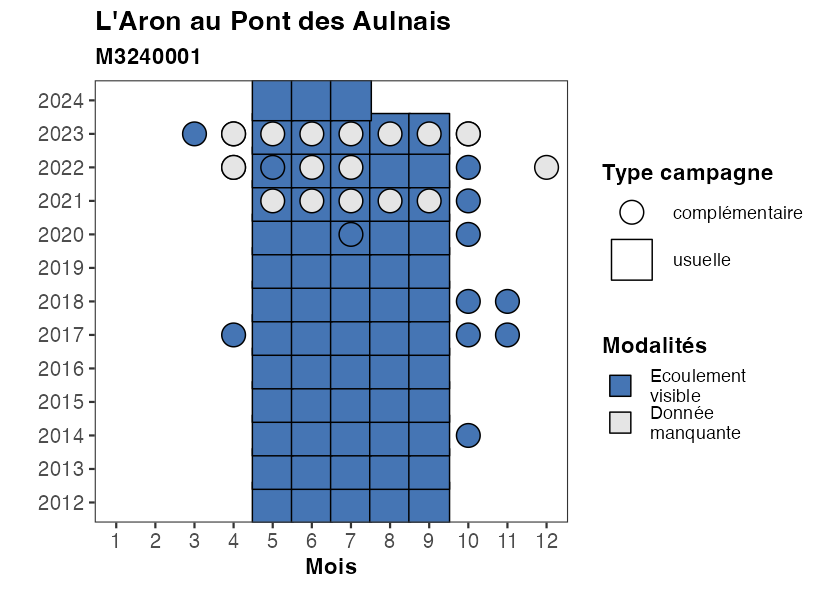 L'Aron au Pont des Aulnais
M3240001
2024
2023
2022
2021
2020
2019
2018
2017
2016
2015
2014
2013
2012
1 2 3 4 5 6 7 8 9 10 11 12
Mois
Type campagne
complémentaire
usuelle
Modalités
Ecoulement
visible
Donnée
manquante